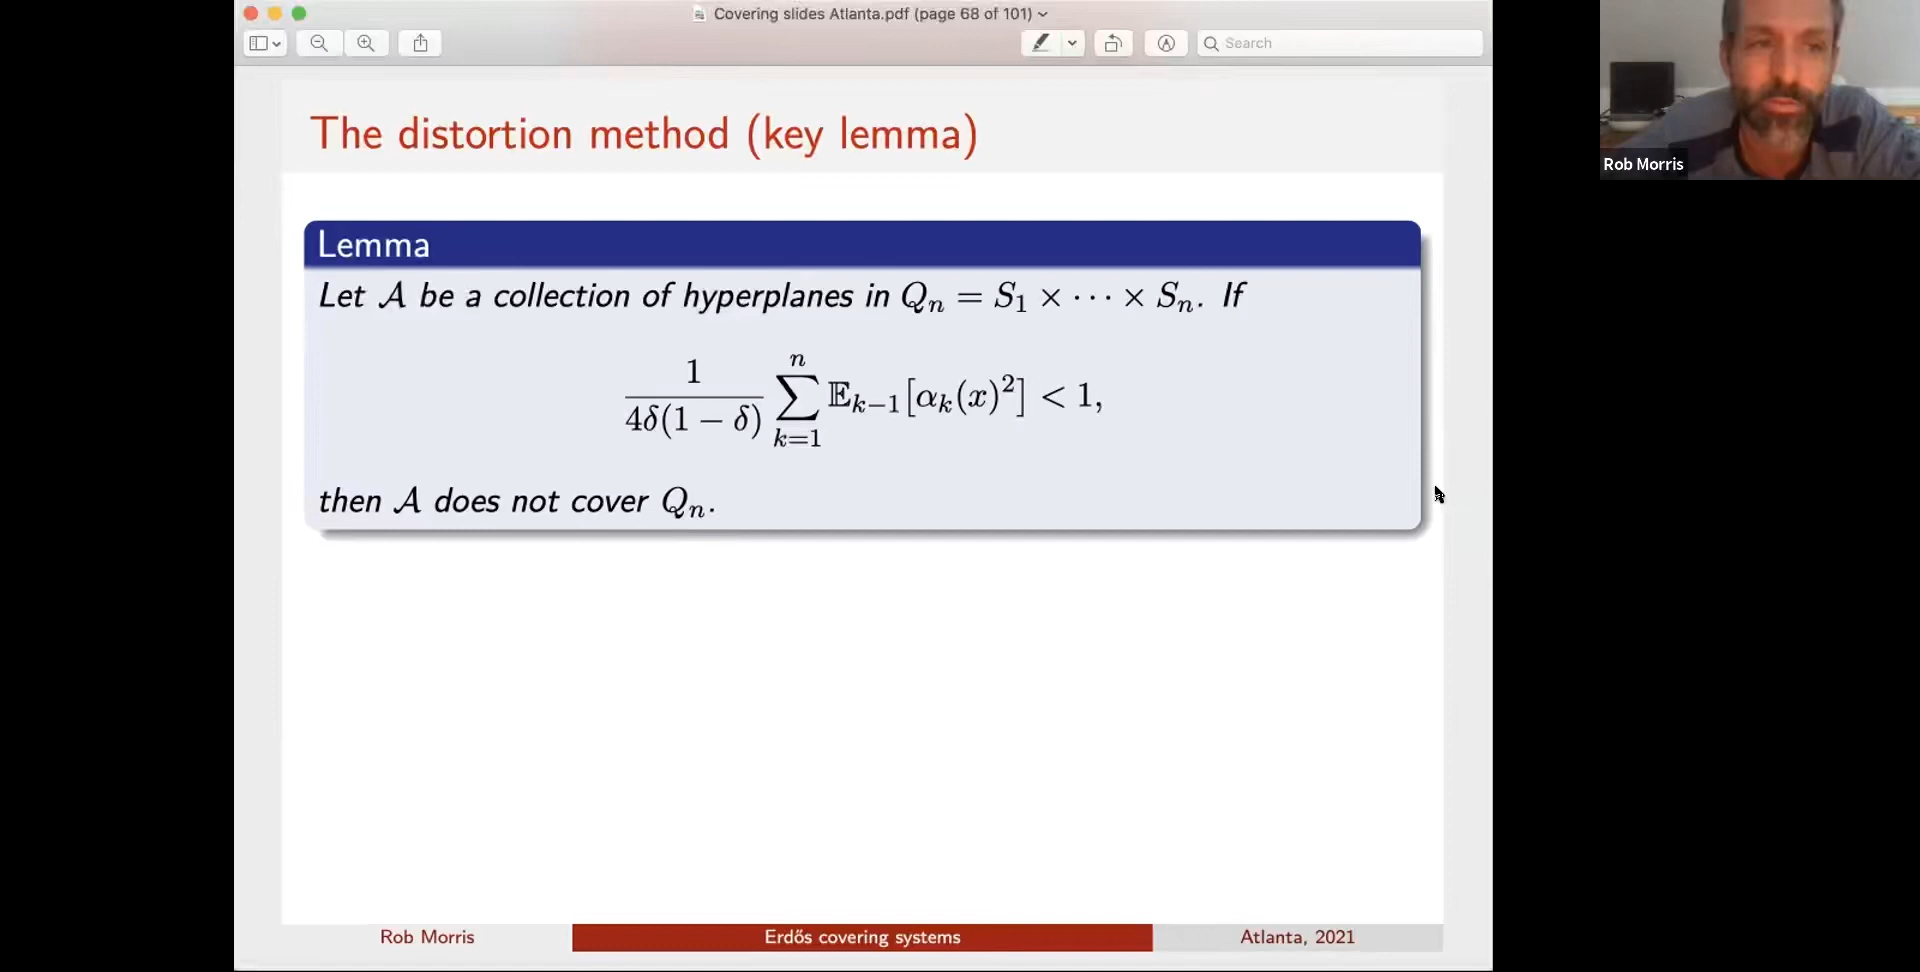 Covering slides Atlanta.pdf (page 68 of 101)
Search
The distortion method (key lemma)
Lemma
Let 𝒜 be a collection of hyperplanes in Qₙ = S₁ × ⋯ × Sₙ. If
1/(4δ(1 − δ)) ∑_{k=1}^{n} 𝔼_{k−1}[α_k(x)²] < 1,
then 𝒜 does not cover Qₙ.
Rob Morris
Erdős covering systems
Atlanta, 2021
Rob Morris